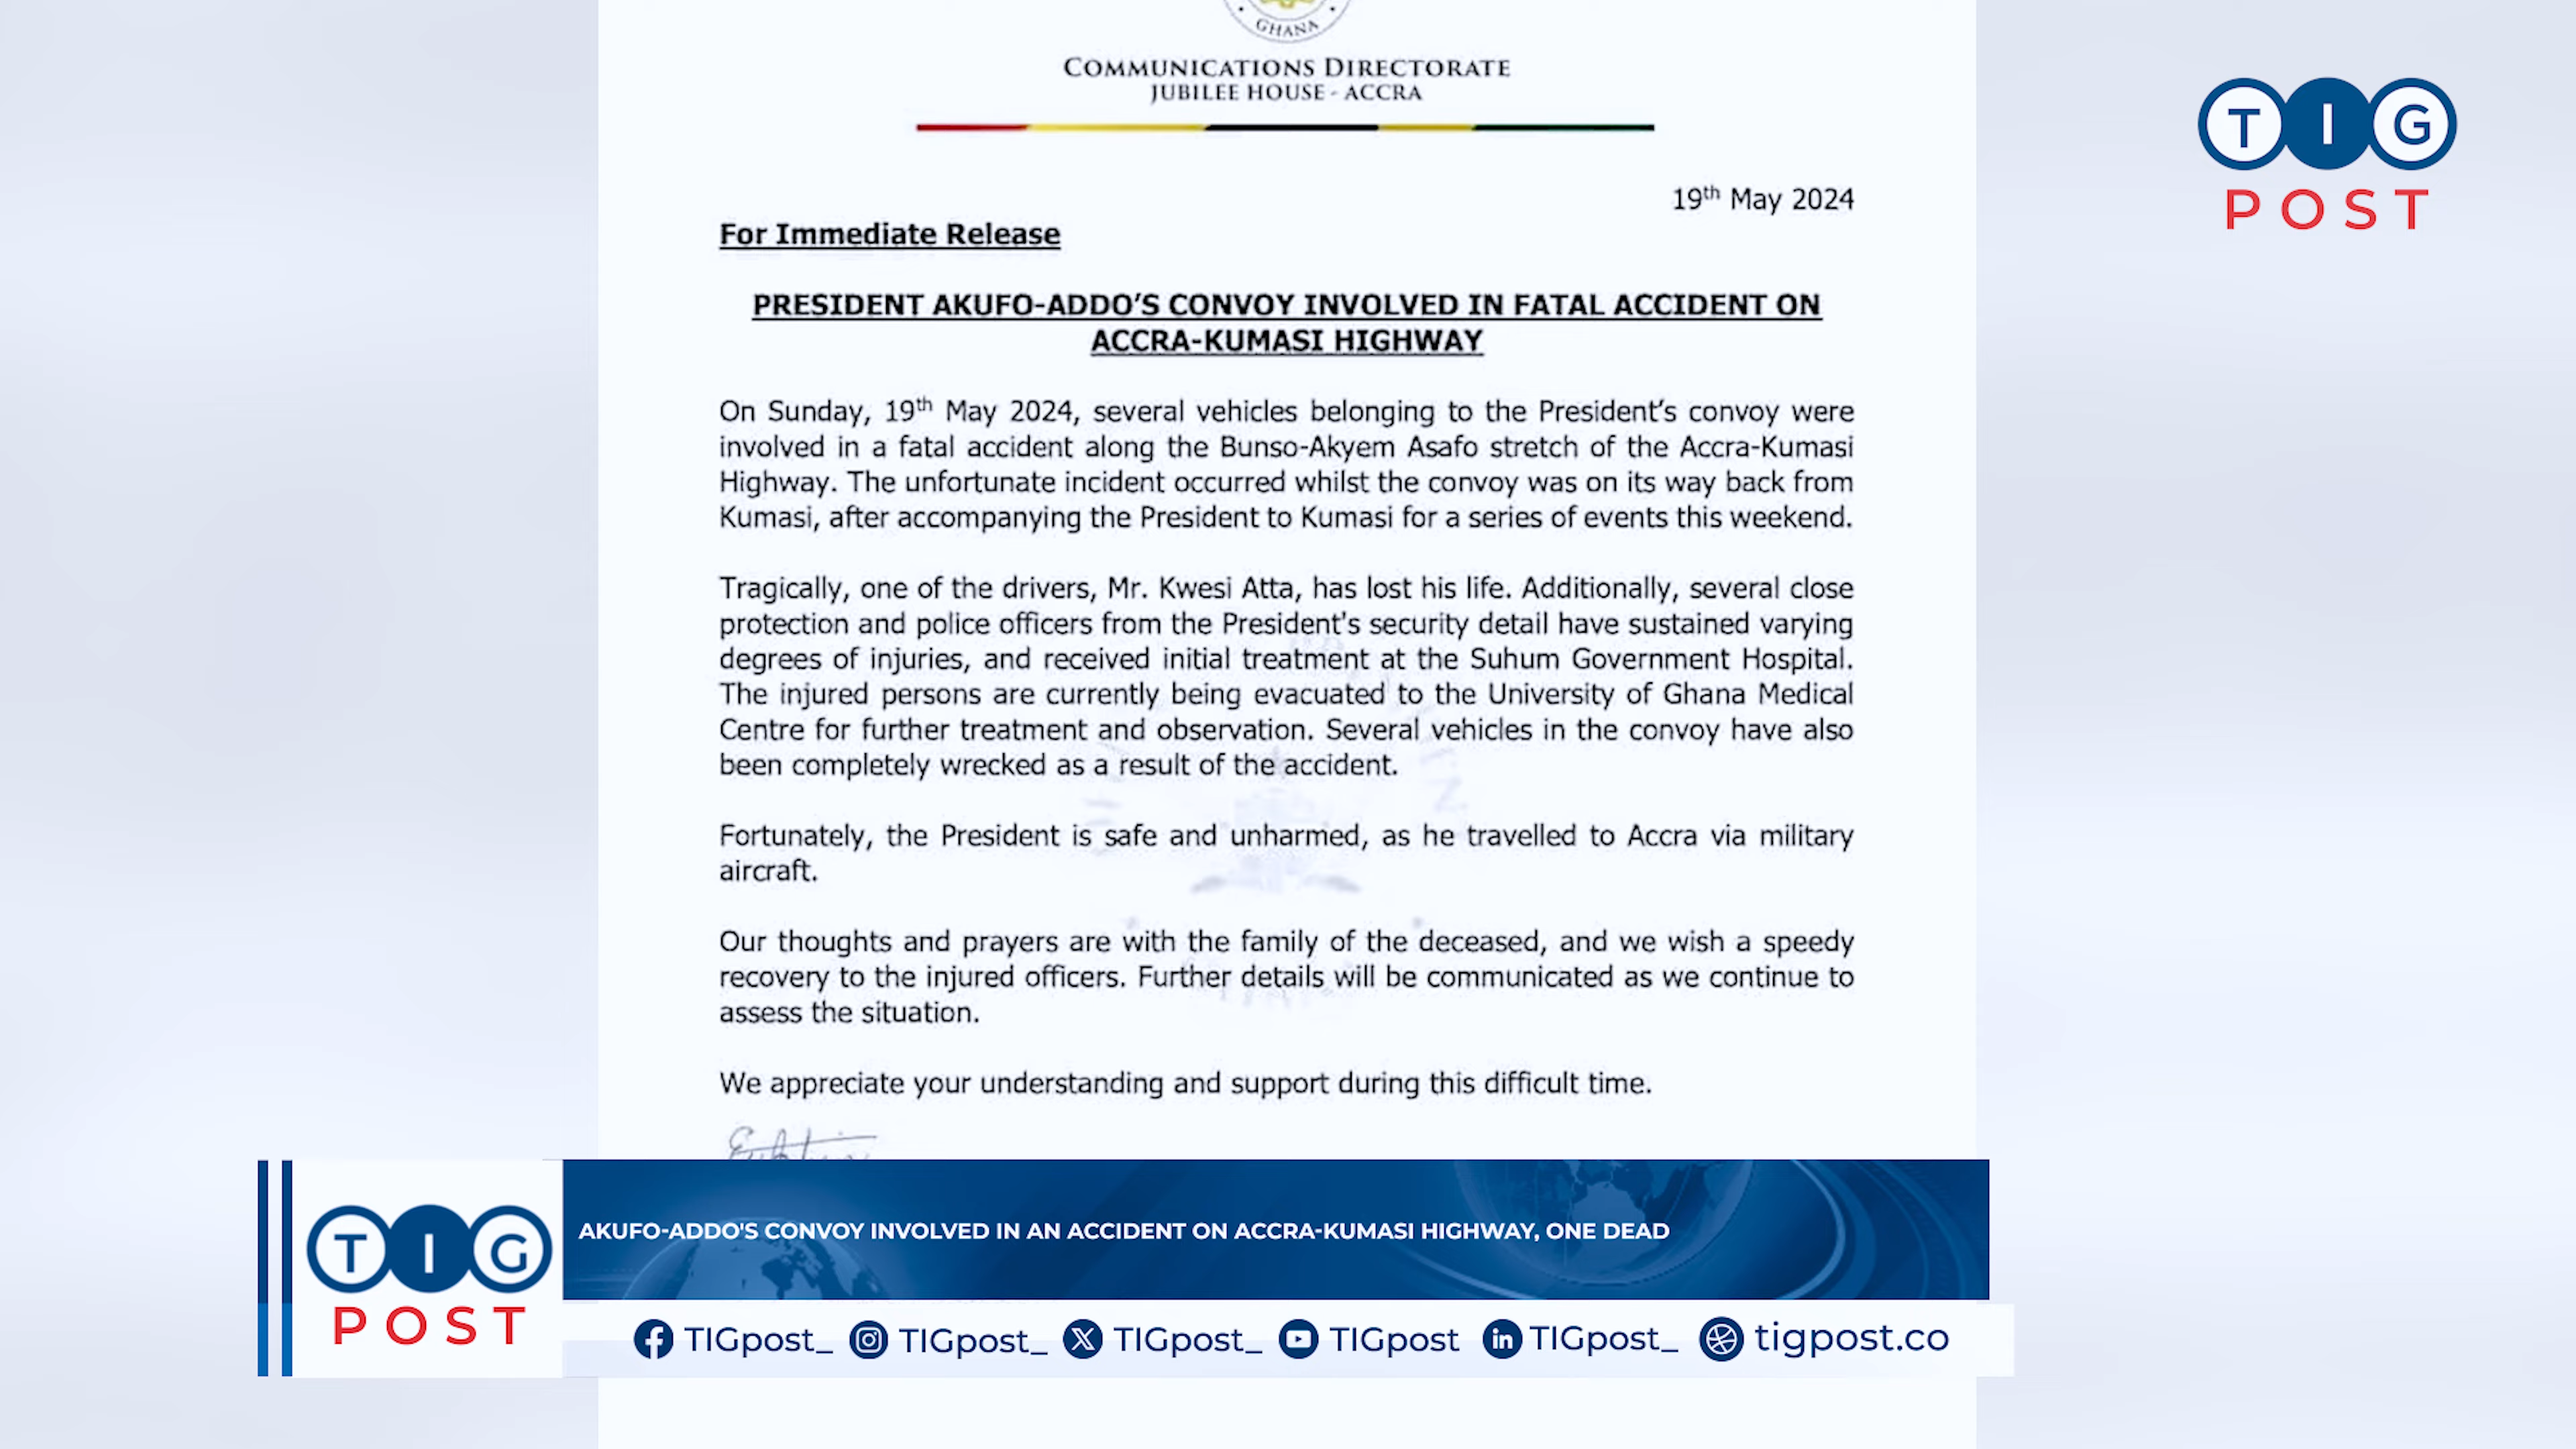 GHANA
COMMUNICATIONS DIRECTORATE
JUBILEE HOUSE - ACCRA
T I G
POST
19th May 2024
For Immediate Release
PRESIDENT AKUFO-ADDO'S CONVOY INVOLVED IN FATAL ACCIDENT ON
ACCRA-KUMASI HIGHWAY
On Sunday, 19th May 2024, several vehicles belonging to the President's convoy were
involved in a fatal accident along the Bunso-Akyem Asafo stretch of the Accra-Kumasi
Highway. The unfortunate incident occurred whilst the convoy was on its way back from
Kumasi, after accompanying the President to Kumasi for a series of events this weekend.
Tragically, one of the drivers, Mr. Kwesi Atta, has lost his life. Additionally, several close
protection and police officers from the President's security detail have sustained varying
degrees of injuries, and received initial treatment at the Suhum Government Hospital.
The injured persons are currently being evacuated to the University of Ghana Medical
Centre for further treatment and observation. Several vehicles in the convoy have also
been completely wrecked as a result of the accident.
Fortunately, the President is safe and unharmed, as he travelled to Accra via military
aircraft.
Our thoughts and prayers are with the family of the deceased, and we wish a speedy
recovery to the injured officers. Further details will be communicated as we continue to
assess the situation.
We appreciate your understanding and support during this difficult time.
T I G
POST
AKUFO-ADDO'S CONVOY INVOLVED IN AN ACCIDENT ON ACCRA-KUMASI HIGHWAY, ONE DEAD
TIGpost_ TIGpost_ TIGpost_ TIGpost TIGpost_ tigpost.co